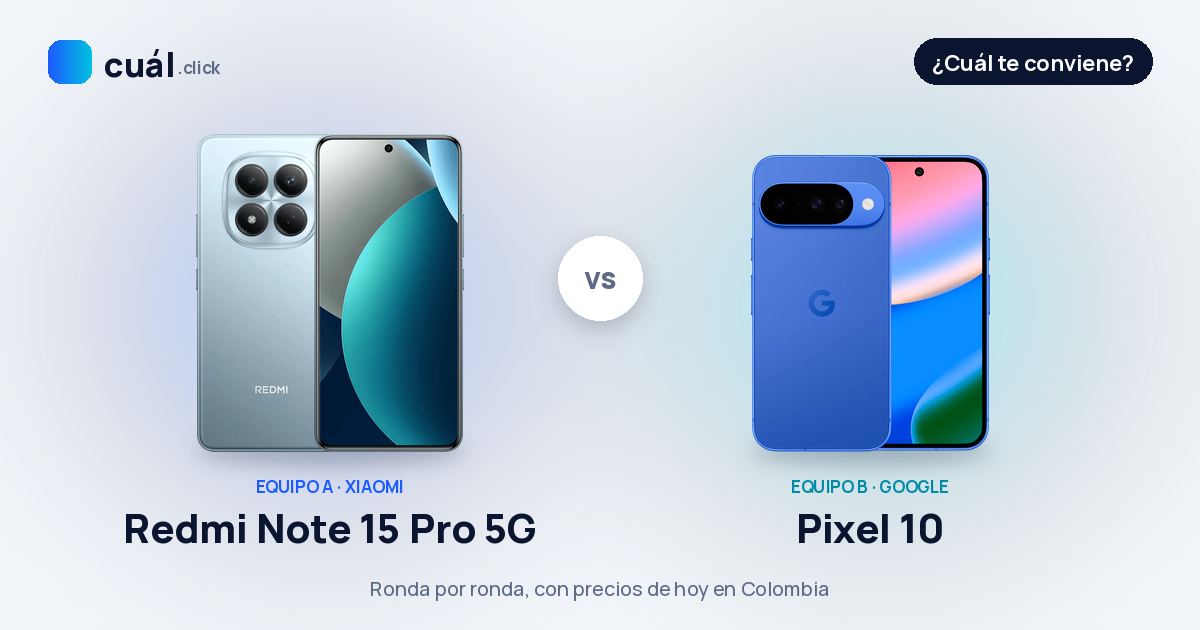 cuál.click
¿Cuál te conviene?
REDMI
G
vs
EQUIPO A · XIAOMI
EQUIPO B · GOOGLE
Redmi Note 15 Pro 5G
Pixel 10
Ronda por ronda, con precios de hoy en Colombia